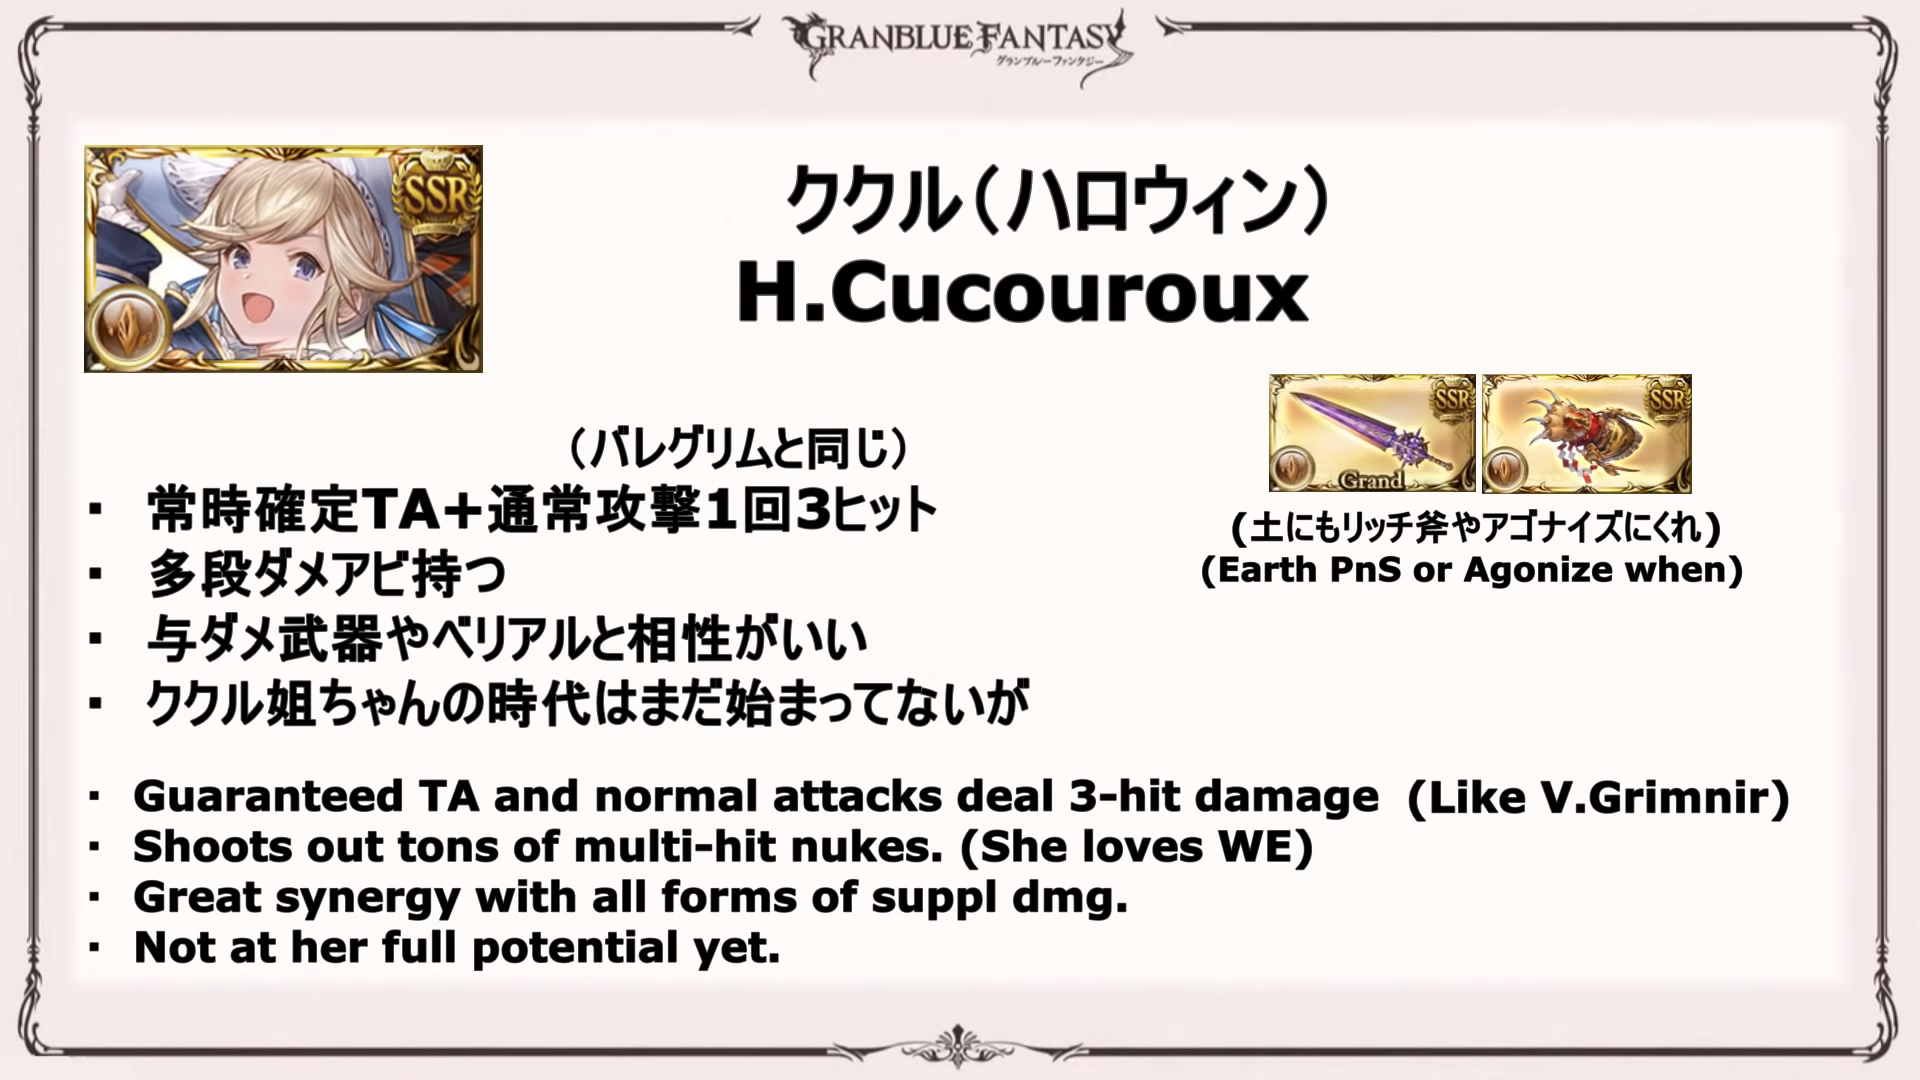 GRANBLUE FANTASY
グランブルーファンタジー
SSR
ククル（ハロウィン）
H.Cucouroux
SSR
Grand
SSR
(土にもリッチ斧やアゴナイズにくれ)
(Earth PnS or Agonize when)
（バレグリムと同じ）
・ 常時確定TA+通常攻撃1回3ヒット
・ 多段ダメアビ持つ
・ 与ダメ武器やベリアルと相性がいい
・ ククル姐ちゃんの時代はまだ始まってないが
・ Guaranteed TA and normal attacks deal 3-hit damage (Like V.Grimnir)
・ Shoots out tons of multi-hit nukes. (She loves WE)
・ Great synergy with all forms of suppl dmg.
・ Not at her full potential yet.